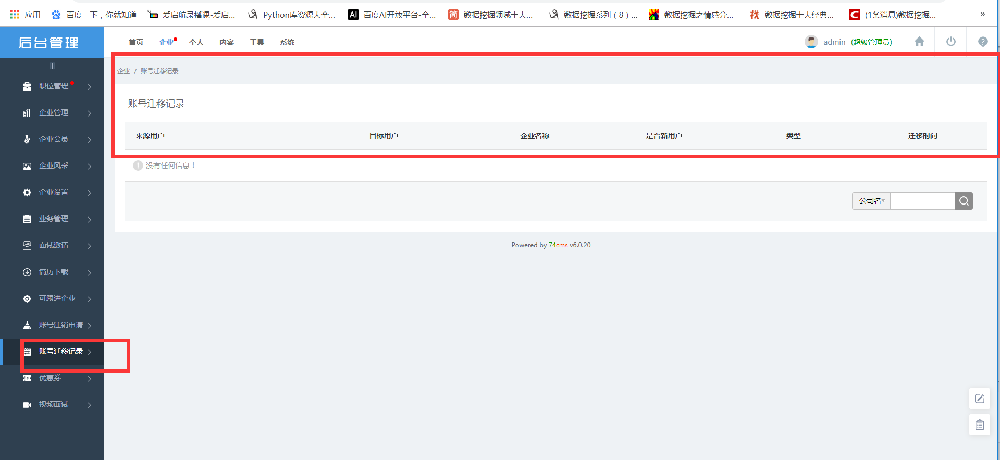 应用 百度一下，你就知道 爱启航录播课-爱启... Python库资源大全... AI 百度AI开放平台-全... 简 数据挖掘领域十大... 数据挖掘系列（8）... 数据挖掘之情感分... 找 数据挖掘十大经典... C (1条消息)数据挖掘... »
后台管理 首页 企业 个人 内容 工具 系统 admin (超级管理员)
企业 / 账号迁移记录
职位管理
企业管理
企业会员
企业风采
企业设置
业务管理
面试邀请
简历下载
可跟进企业
账号注销申请
账号迁移记录
优惠券
视频面试
账号迁移记录
来源用户 目标用户 企业名称 是否新用户 类型 迁移时间
没有任何信息！
公司名
Powered by 74cms v6.0.20